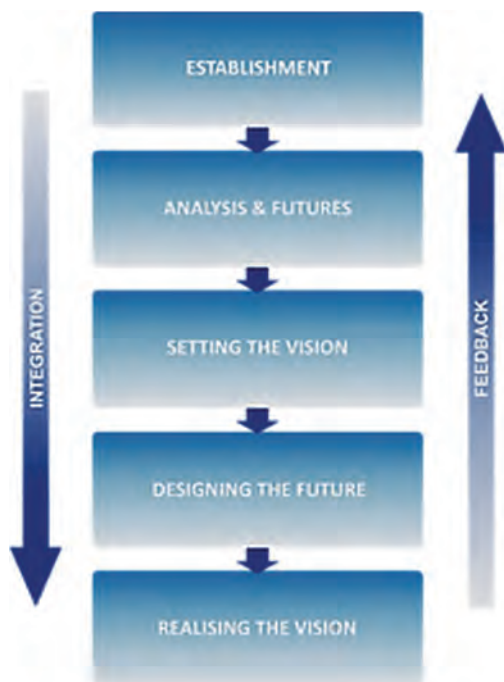 ESTABLISHMENT
ANALYSIS & FUTURES
SETTING THE VISION
DESIGNING THE FUTURE
REALISING THE VISION
INTEGRATION
FEEDBACK